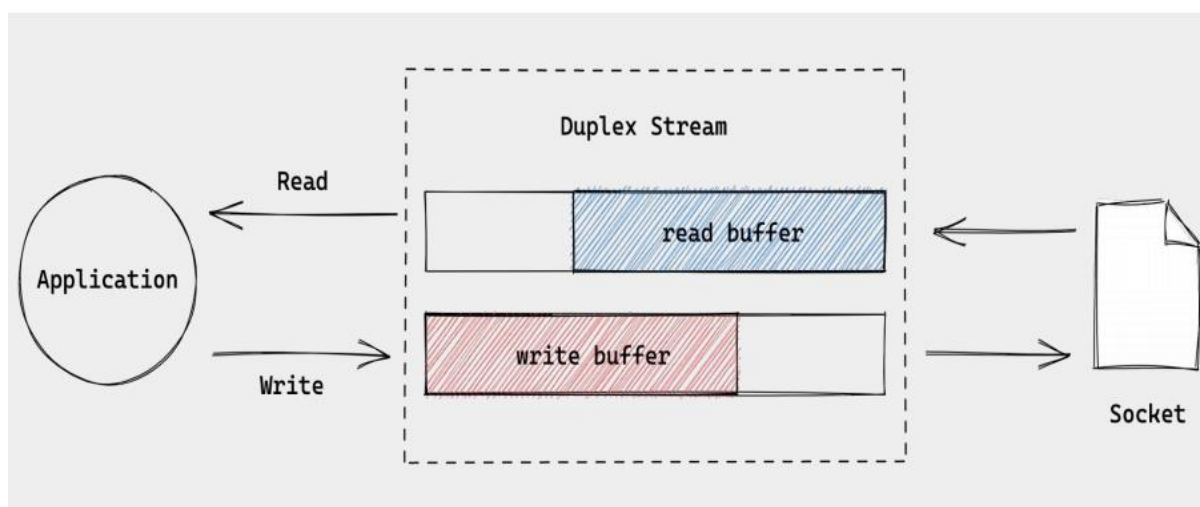 Duplex Stream
Read
read buffer
Application
write buffer
Write
Socket